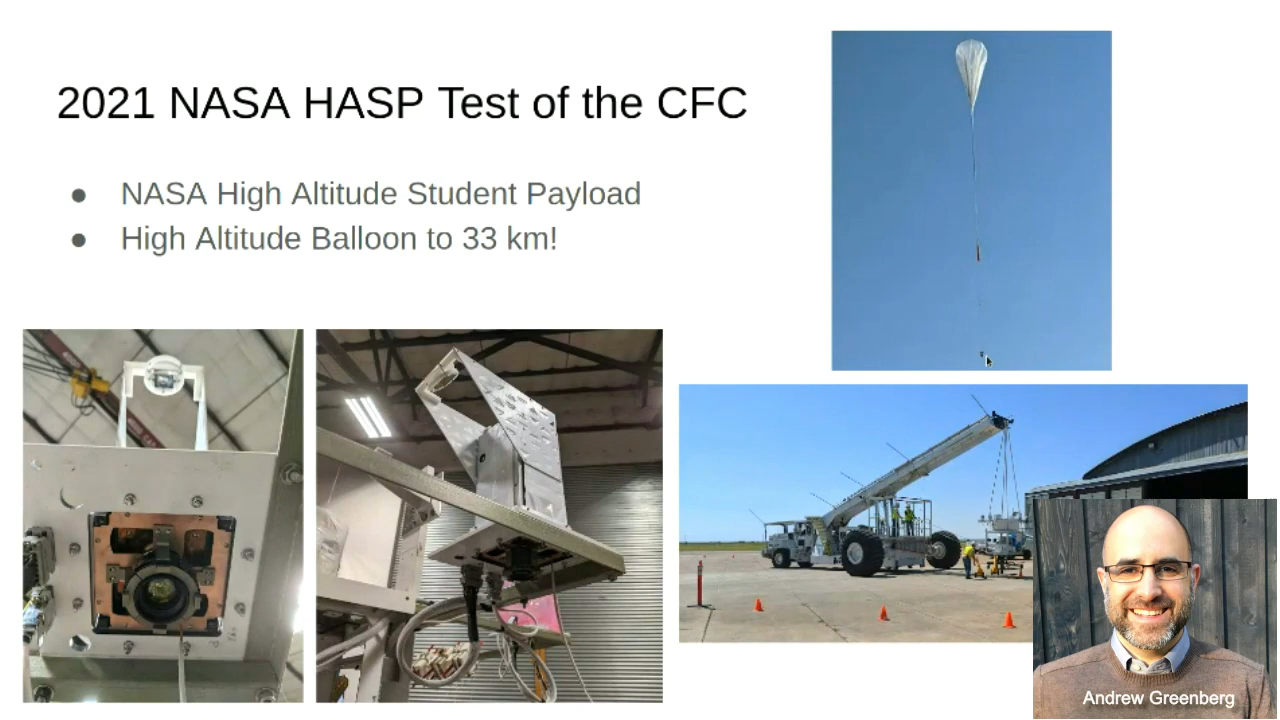 2021 NASA HASP Test of the CFC
● NASA High Altitude Student Payload
● High Altitude Balloon to 33 km!
Andrew Greenberg